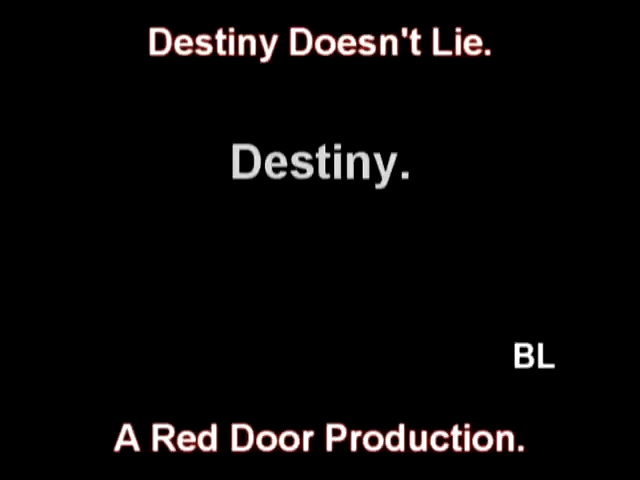 Destiny Doesn't Lie.
Destiny.
BL
A Red Door Production.